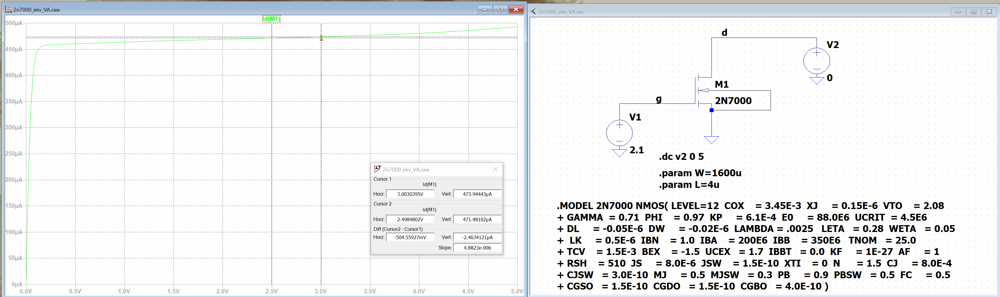 2n7000_ekv_VA.raw
Id(M1)
500µA
450µA
400µA
350µA
300µA
250µA
200µA
150µA
100µA
50µA
0µA
0.0V 0.5V 1.0V 1.5V 2.0V 2.5V 3.0V 3.5V 4.0V 4.5V 5.0V
2n7000_ekv_VA.raw
Cursor 1
Id(M1)
Horz: 3.0030395V Vert: 473.94443µA
Cursor 2
Id(M1)
Horz: 2.4984802V Vert: 471.48102µA
Diff (Cursor2 - Cursor1)
Horz: -504.55927mV Vert: -2.4634121µA
Slope: 4.8823e-006
2n7000_ekv_VA.asc
d
V2
0
M1
2N7000
g
V1
2.1
.dc v2 0 5
.param W=1600u
.param L=4u
.MODEL 2N7000 NMOS( LEVEL=12 COX = 3.45E-3 XJ = 0.15E-6 VTO = 2.08
+ GAMMA = 0.71 PHI = 0.97 KP = 6.1E-4 E0 = 88.0E6 UCRIT = 4.5E6
+ DL = -0.05E-6 DW = -0.02E-6 LAMBDA = .0025 LETA = 0.28 WETA = 0.05
+ LK = 0.5E-6 IBN = 1.0 IBA = 200E6 IBB = 350E6 TNOM = 25.0
+ TCV = 1.5E-3 BEX = -1.5 UCEX = 1.7 IBBT = 0.0 KF = 1E-27 AF = 1
+ RSH = 510 JS = 8.0E-6 JSW = 1.5E-10 XTI = 0 N = 1.5 CJ = 8.0E-4
+ CJSW = 3.0E-10 MJ = 0.5 MJSW = 0.3 PB = 0.9 PBSW = 0.5 FC = 0.5
+ CGSO = 1.5E-10 CGDO = 1.5E-10 CGBO = 4.0E-10 )